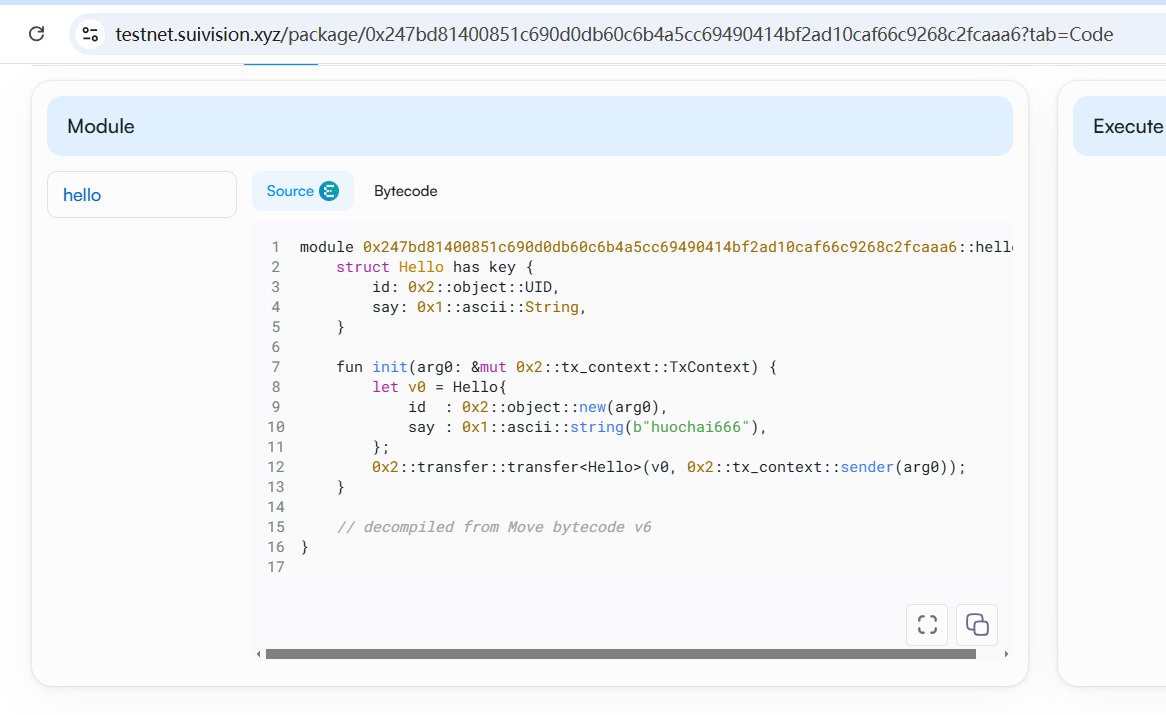 testnet.suivision.xyz/package/0x247bd81400851c690d0db60c6b4a5cc69490414bf2ad10caf66c9268c2fcaaa6?tab=Code
Module
Execute
hello
Source
Bytecode
1 module 0x247bd81400851c690d0db60c6b4a5cc69490414bf2ad10caf66c9268c2fcaaa6::hello
2     struct Hello has key {
3         id: 0x2::object::UID,
4         say: 0x1::ascii::String,
5     }
6
7     fun init(arg0: &mut 0x2::tx_context::TxContext) {
8         let v0 = Hello{
9             id  : 0x2::object::new(arg0),
10             say : 0x1::ascii::string(b"huochai666"),
11         };
12         0x2::transfer::transfer<Hello>(v0, 0x2::tx_context::sender(arg0));
13     }
14
15     // decompiled from Move bytecode v6
16 }
17